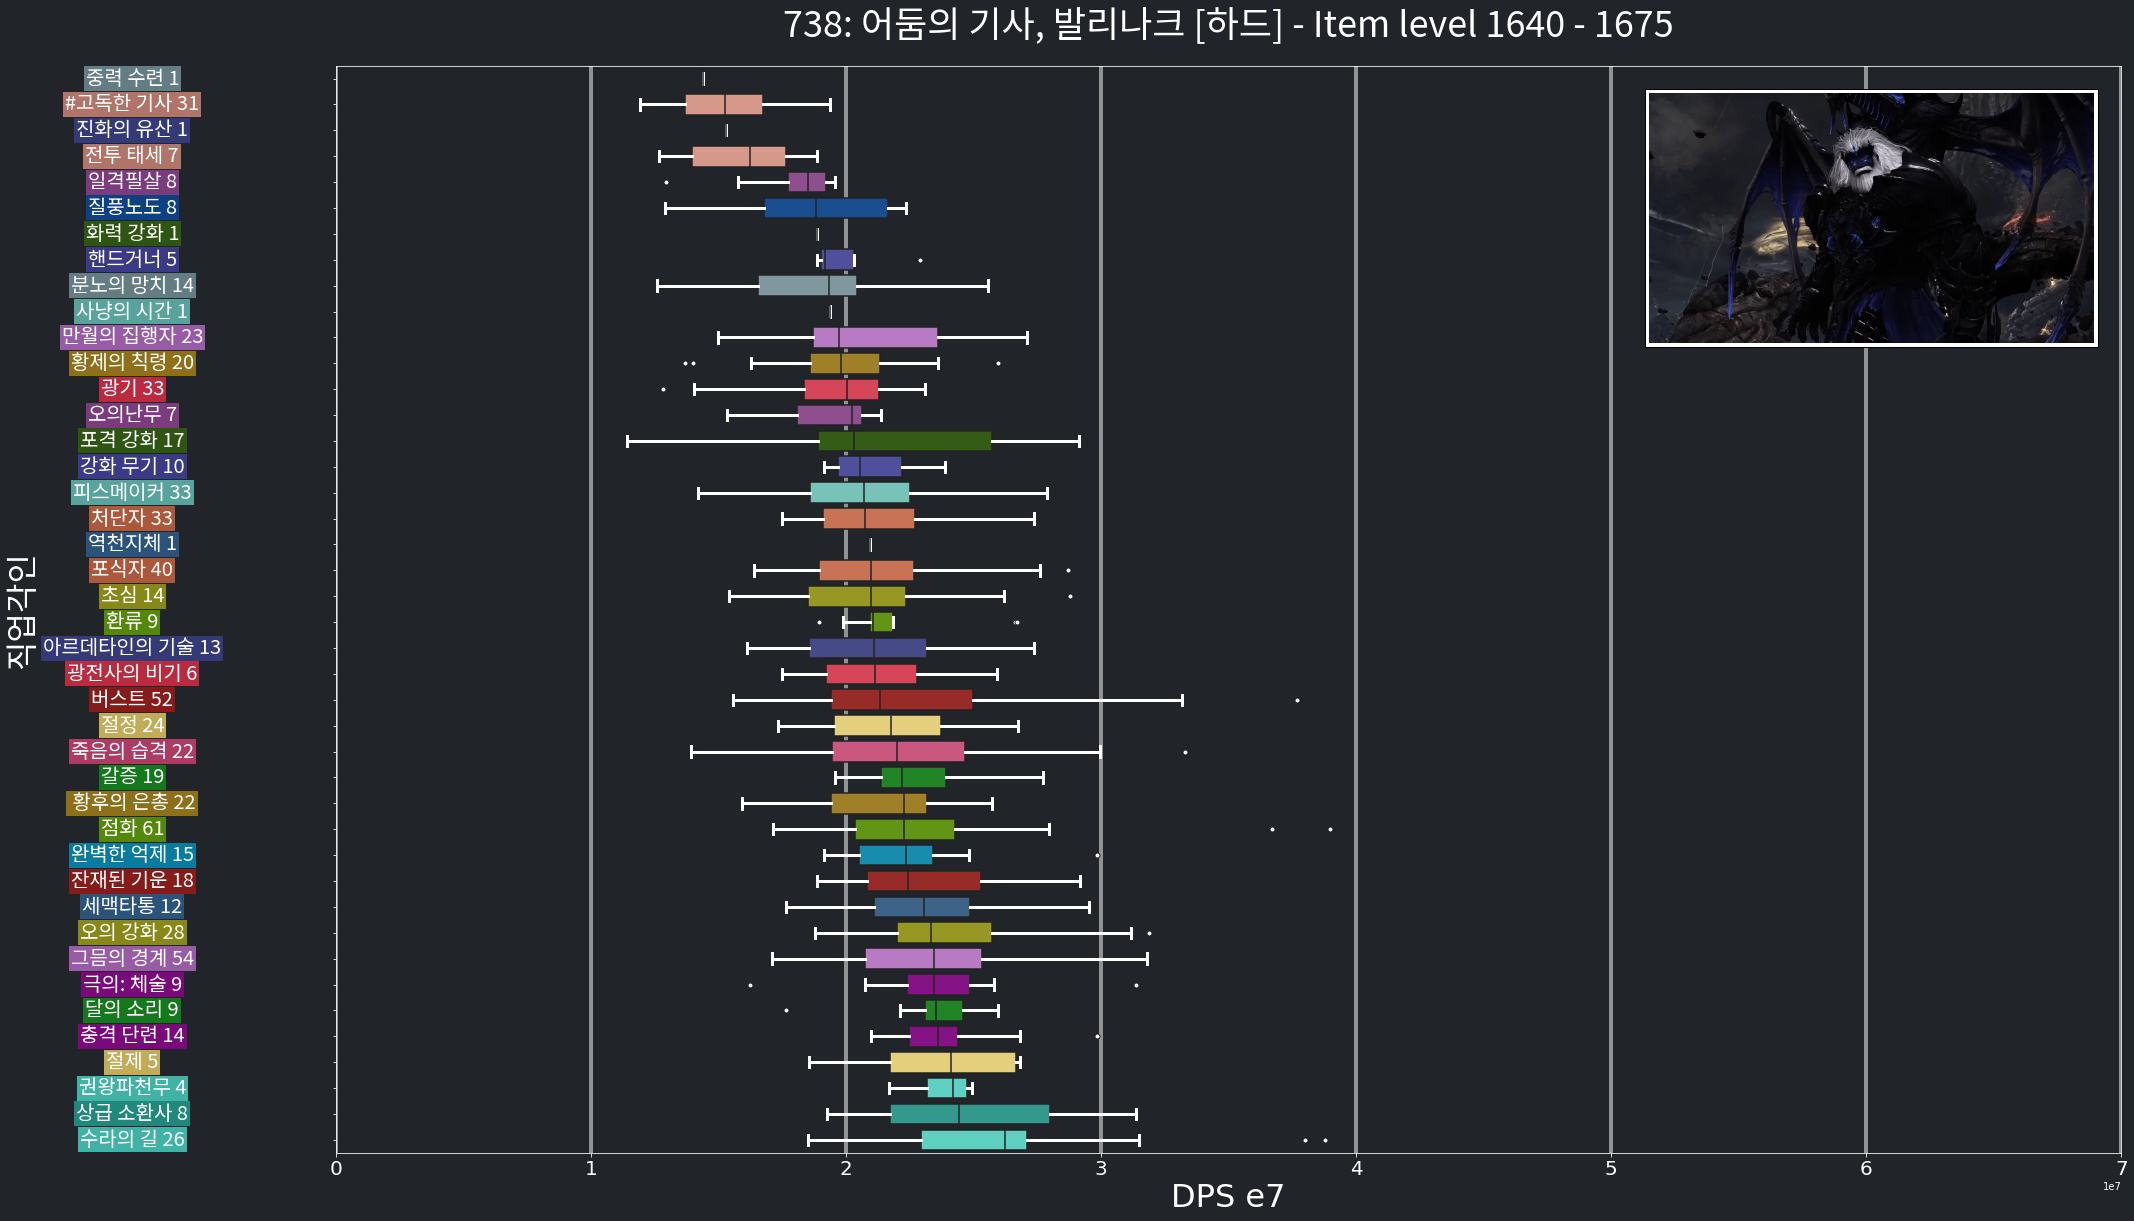 738: 어둠의 기사, 발리나크 [하드] - Item level 1640 - 1675
직업각인
중력 수련 1
#고독한 기사 31
진화의 유산 1
전투 태세 7
일격필살 8
질풍노도 8
화력 강화 1
핸드거너 5
분노의 망치 14
사냥의 시간 1
만월의 집행자 23
황제의 칙령 20
광기 33
오의난무 7
포격 강화 17
강화 무기 10
피스메이커 33
처단자 33
역천지체 1
포식자 40
초심 14
환류 9
아르데타인의 기술 13
광전사의 비기 6
버스트 52
절정 24
죽음의 습격 22
갈증 19
황후의 은총 22
점화 61
완벽한 억제 15
잔재된 기운 18
세맥타통 12
오의 강화 28
그믐의 경계 54
극의: 체술 9
달의 소리 9
충격 단련 14
절제 5
권왕파천무 4
상급 소환사 8
수라의 길 26
0 1 2 3 4 5 6 7
1e7
DPS e7